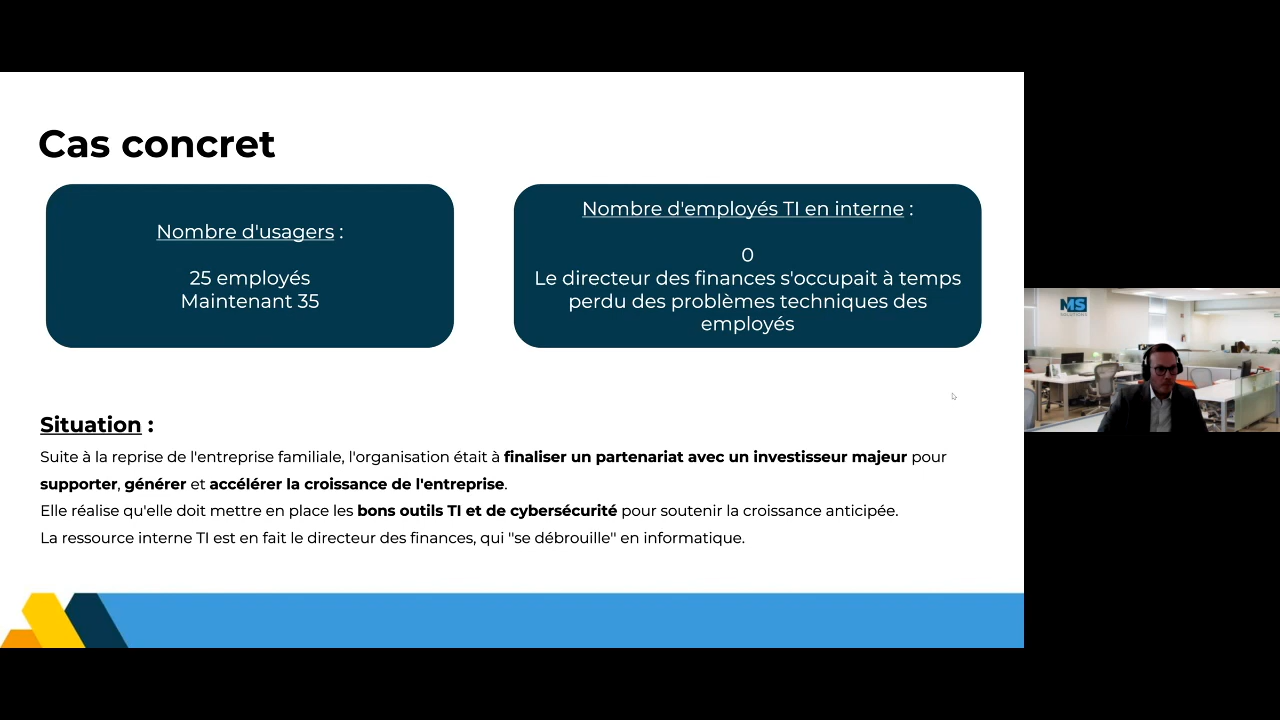 Cas concret
Nombre d'usagers :
25 employés
Maintenant 35
Nombre d'employés TI en interne :
0
Le directeur des finances s'occupait à temps
perdu des problèmes techniques des
employés
Situation :
Suite à la reprise de l'entreprise familiale, l'organisation était à finaliser un partenariat avec un investisseur majeur pour
supporter, générer et accélérer la croissance de l'entreprise.
Elle réalise qu'elle doit mettre en place les bons outils TI et de cybersécurité pour soutenir la croissance anticipée.
La ressource interne TI est en fait le directeur des finances, qui "se débrouille" en informatique.
MS
SOLUTIONS